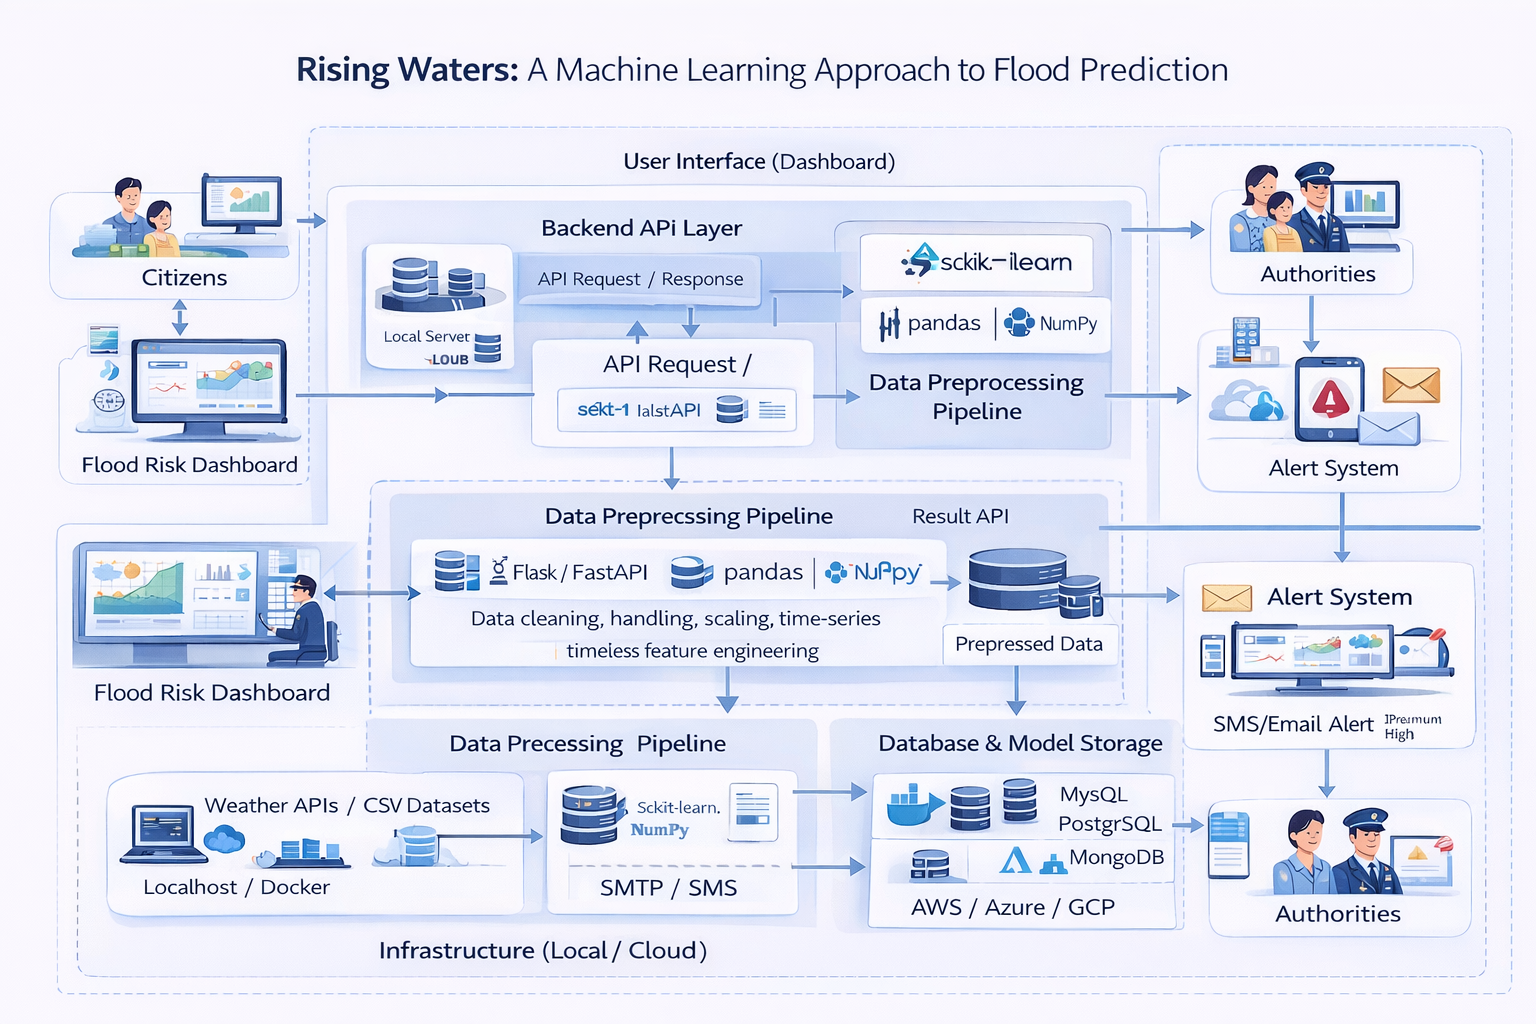 Rising Waters: A Machine Learning Approach to Flood Prediction
User Interface (Dashboard)
Citizens
Flood Risk Dashboard
Backend APi Layer
API Request / Response
Local Server
LOUB
API Request /
sekt-1 IalstAPI
sckik-ilearn
pandas | NumPy
Data Preprocessing
Pipeline
Authorities
Alert System
Data Preprecssing Pipeline
Result API
Flask / FastAPI
pandas | NuPpy
Data cleaning, handling, scaling, time-series
timeless feature engineering
Prepressed Data
Flood Risk Dashboard
Alert System
SMS/Email Alert
IPremum
High
Data Precessing Pipeline
Weather APIs / CSV Datasets
Localhost / Docker
Sckit-learn.
NumPy
SMTP / SMS
Database & Model Storage
MysQL
PostgrSQL
MongoDB
AWS / Azure / GCP
Authorities
Infrastructure (Local / Cloud)